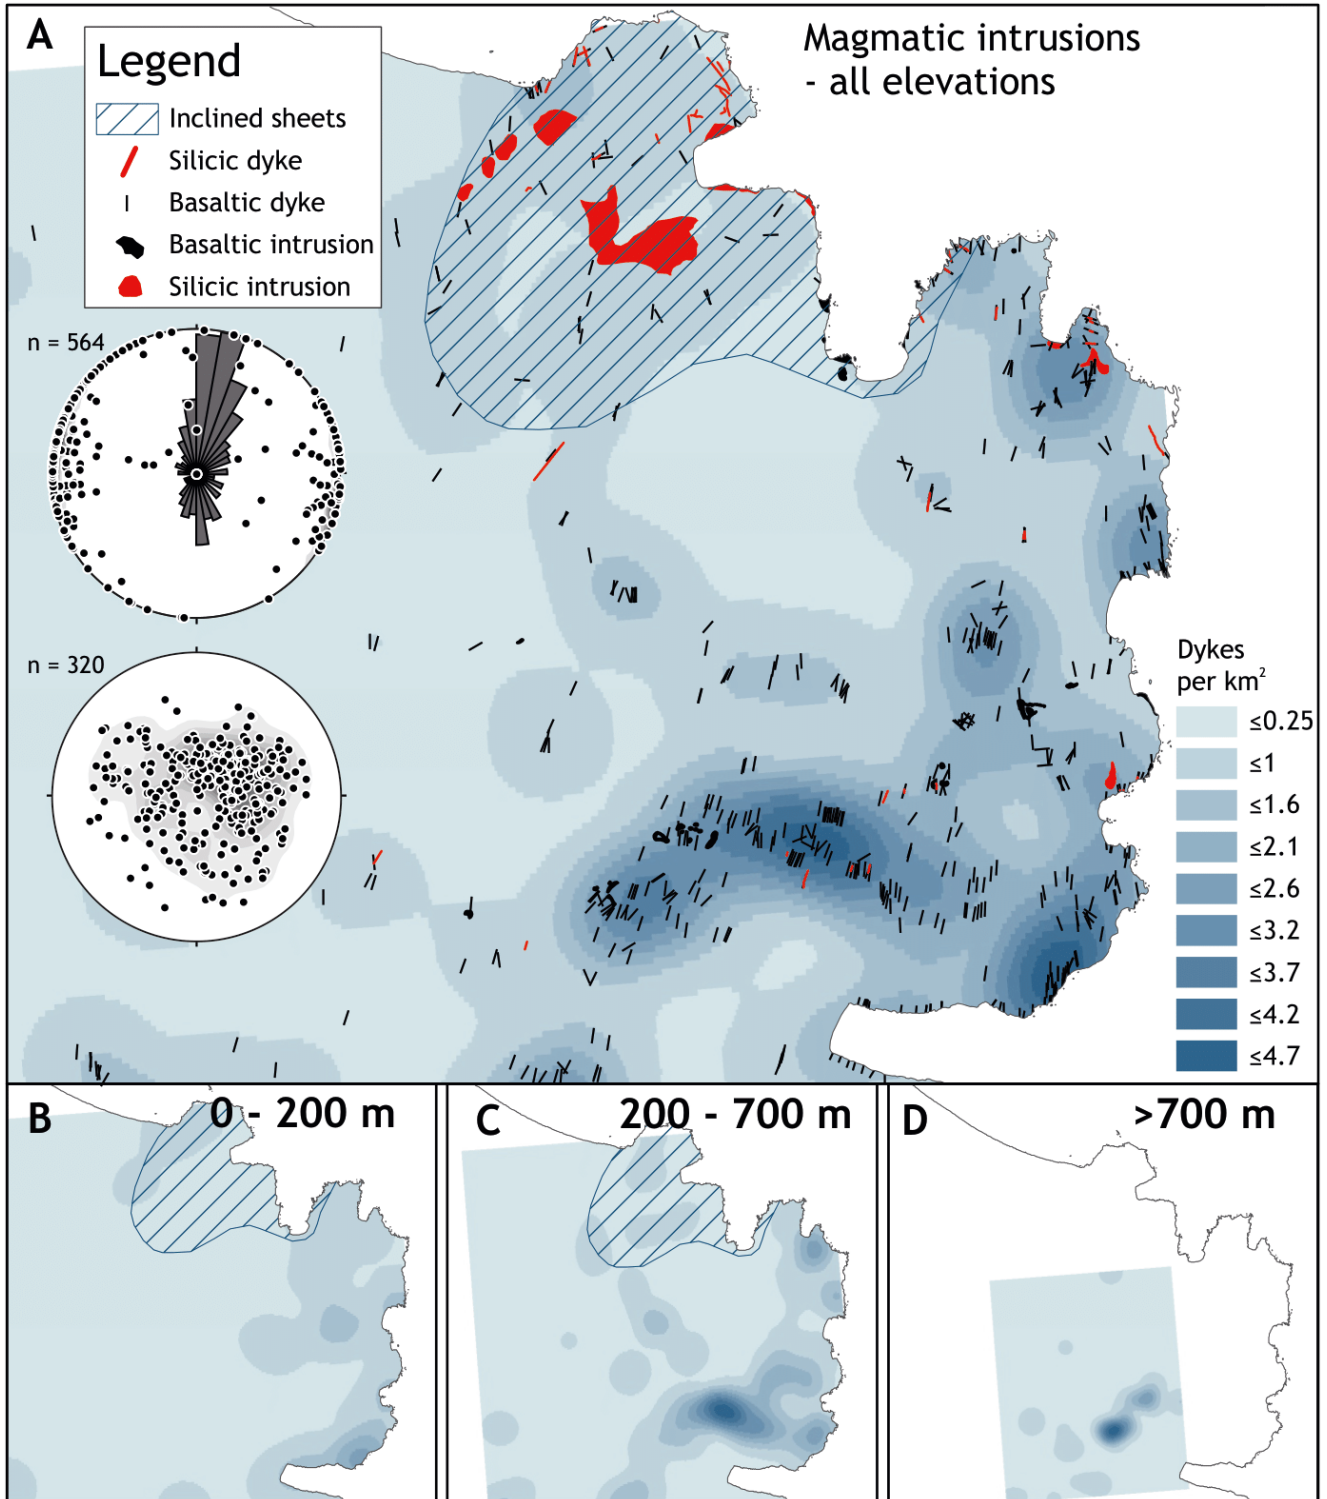 A
Magmatic intrusions
- all elevations
Legend
Inclined sheets
Silicic dyke
Basaltic dyke
Basaltic intrusion
Silicic intrusion
n = 564
n = 320
Dykes
per km²
≤0.25
≤1
≤1.6
≤2.1
≤2.6
≤3.2
≤3.7
≤4.2
≤4.7
B
0 - 200 m
C
200 - 700 m
D
>700 m